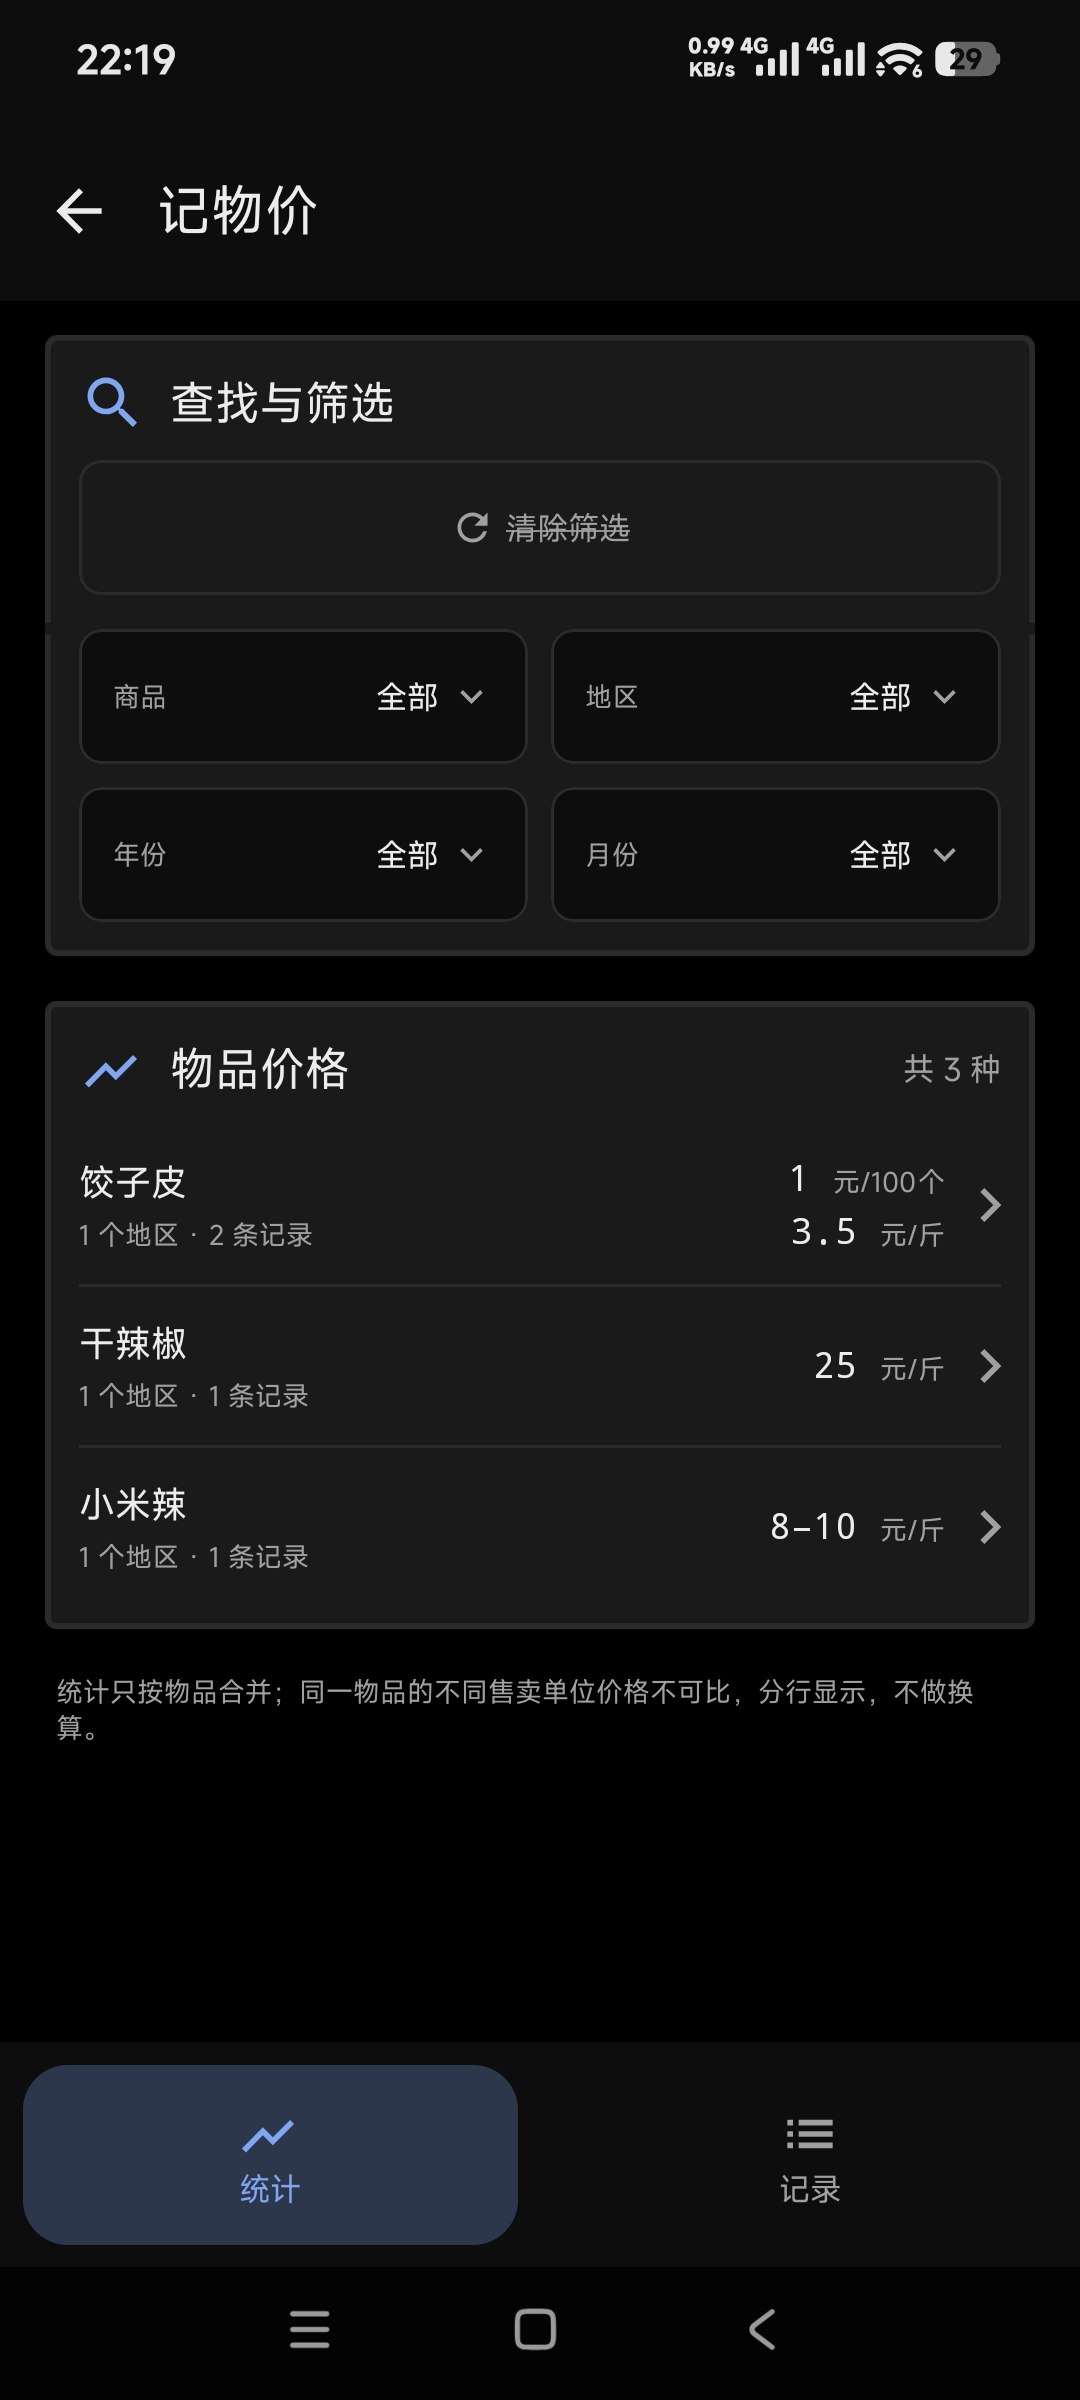 22:19
0.99 KB/s 4G 4G 6 29
记物价
查找与筛选
清除筛选
商品 全部
地区 全部
年份 全部
月份 全部
物品价格 共 3 种
饺子皮 1 元/100个
1 个地区 · 2 条记录 3.5 元/斤
干辣椒 25 元/斤
1 个地区 · 1 条记录
小米辣 8–10 元/斤
1 个地区 · 1 条记录
统计只按物品合并；同一物品的不同售卖单位价格不可比，分行显示，不做换
算。
统计
记录